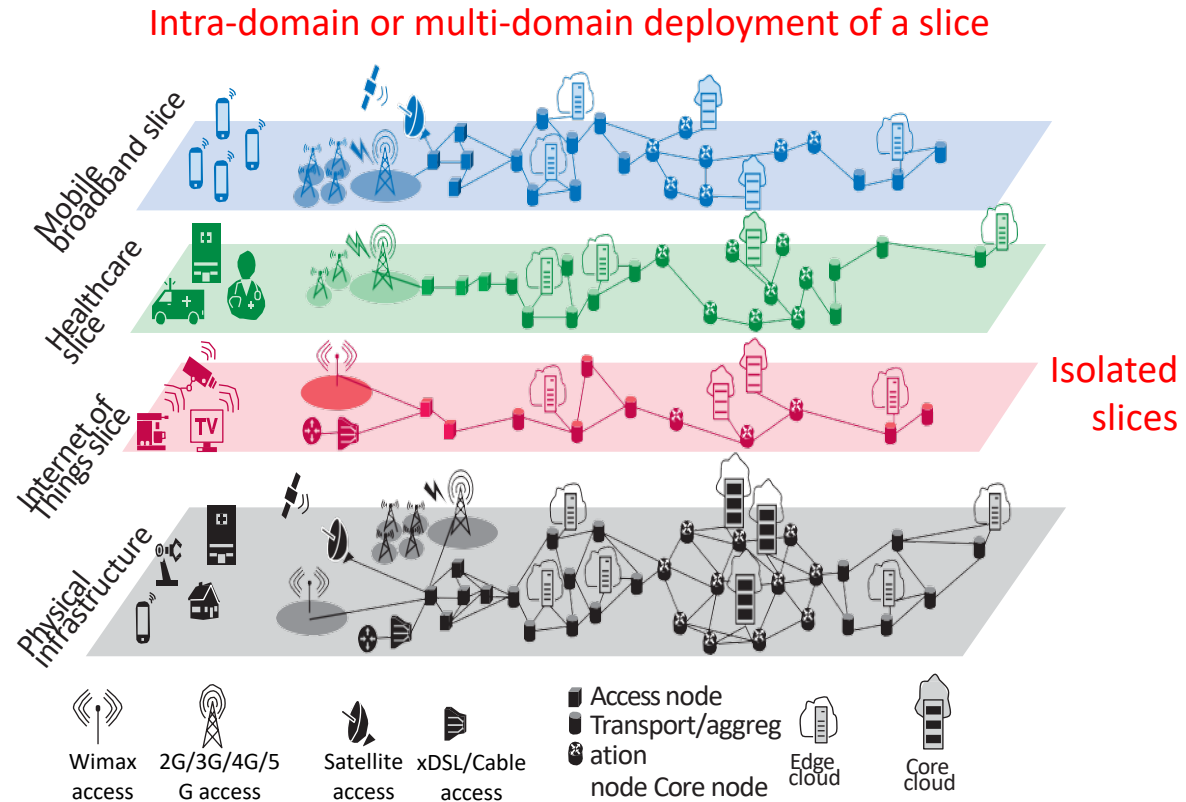 Intra-domain or multi-domain deployment of a slice
Mobile
broadband slice
Healthcare
slice
Internet of
things slice
TV
Isolated
slices
Physical
infrastructure
Wimax
access
2G/3G/4G/5
G access
Satellite
access
xDSL/Cable
access
Access node
Transport/aggreg
ation
node Core node
Edge
cloud
Core
cloud